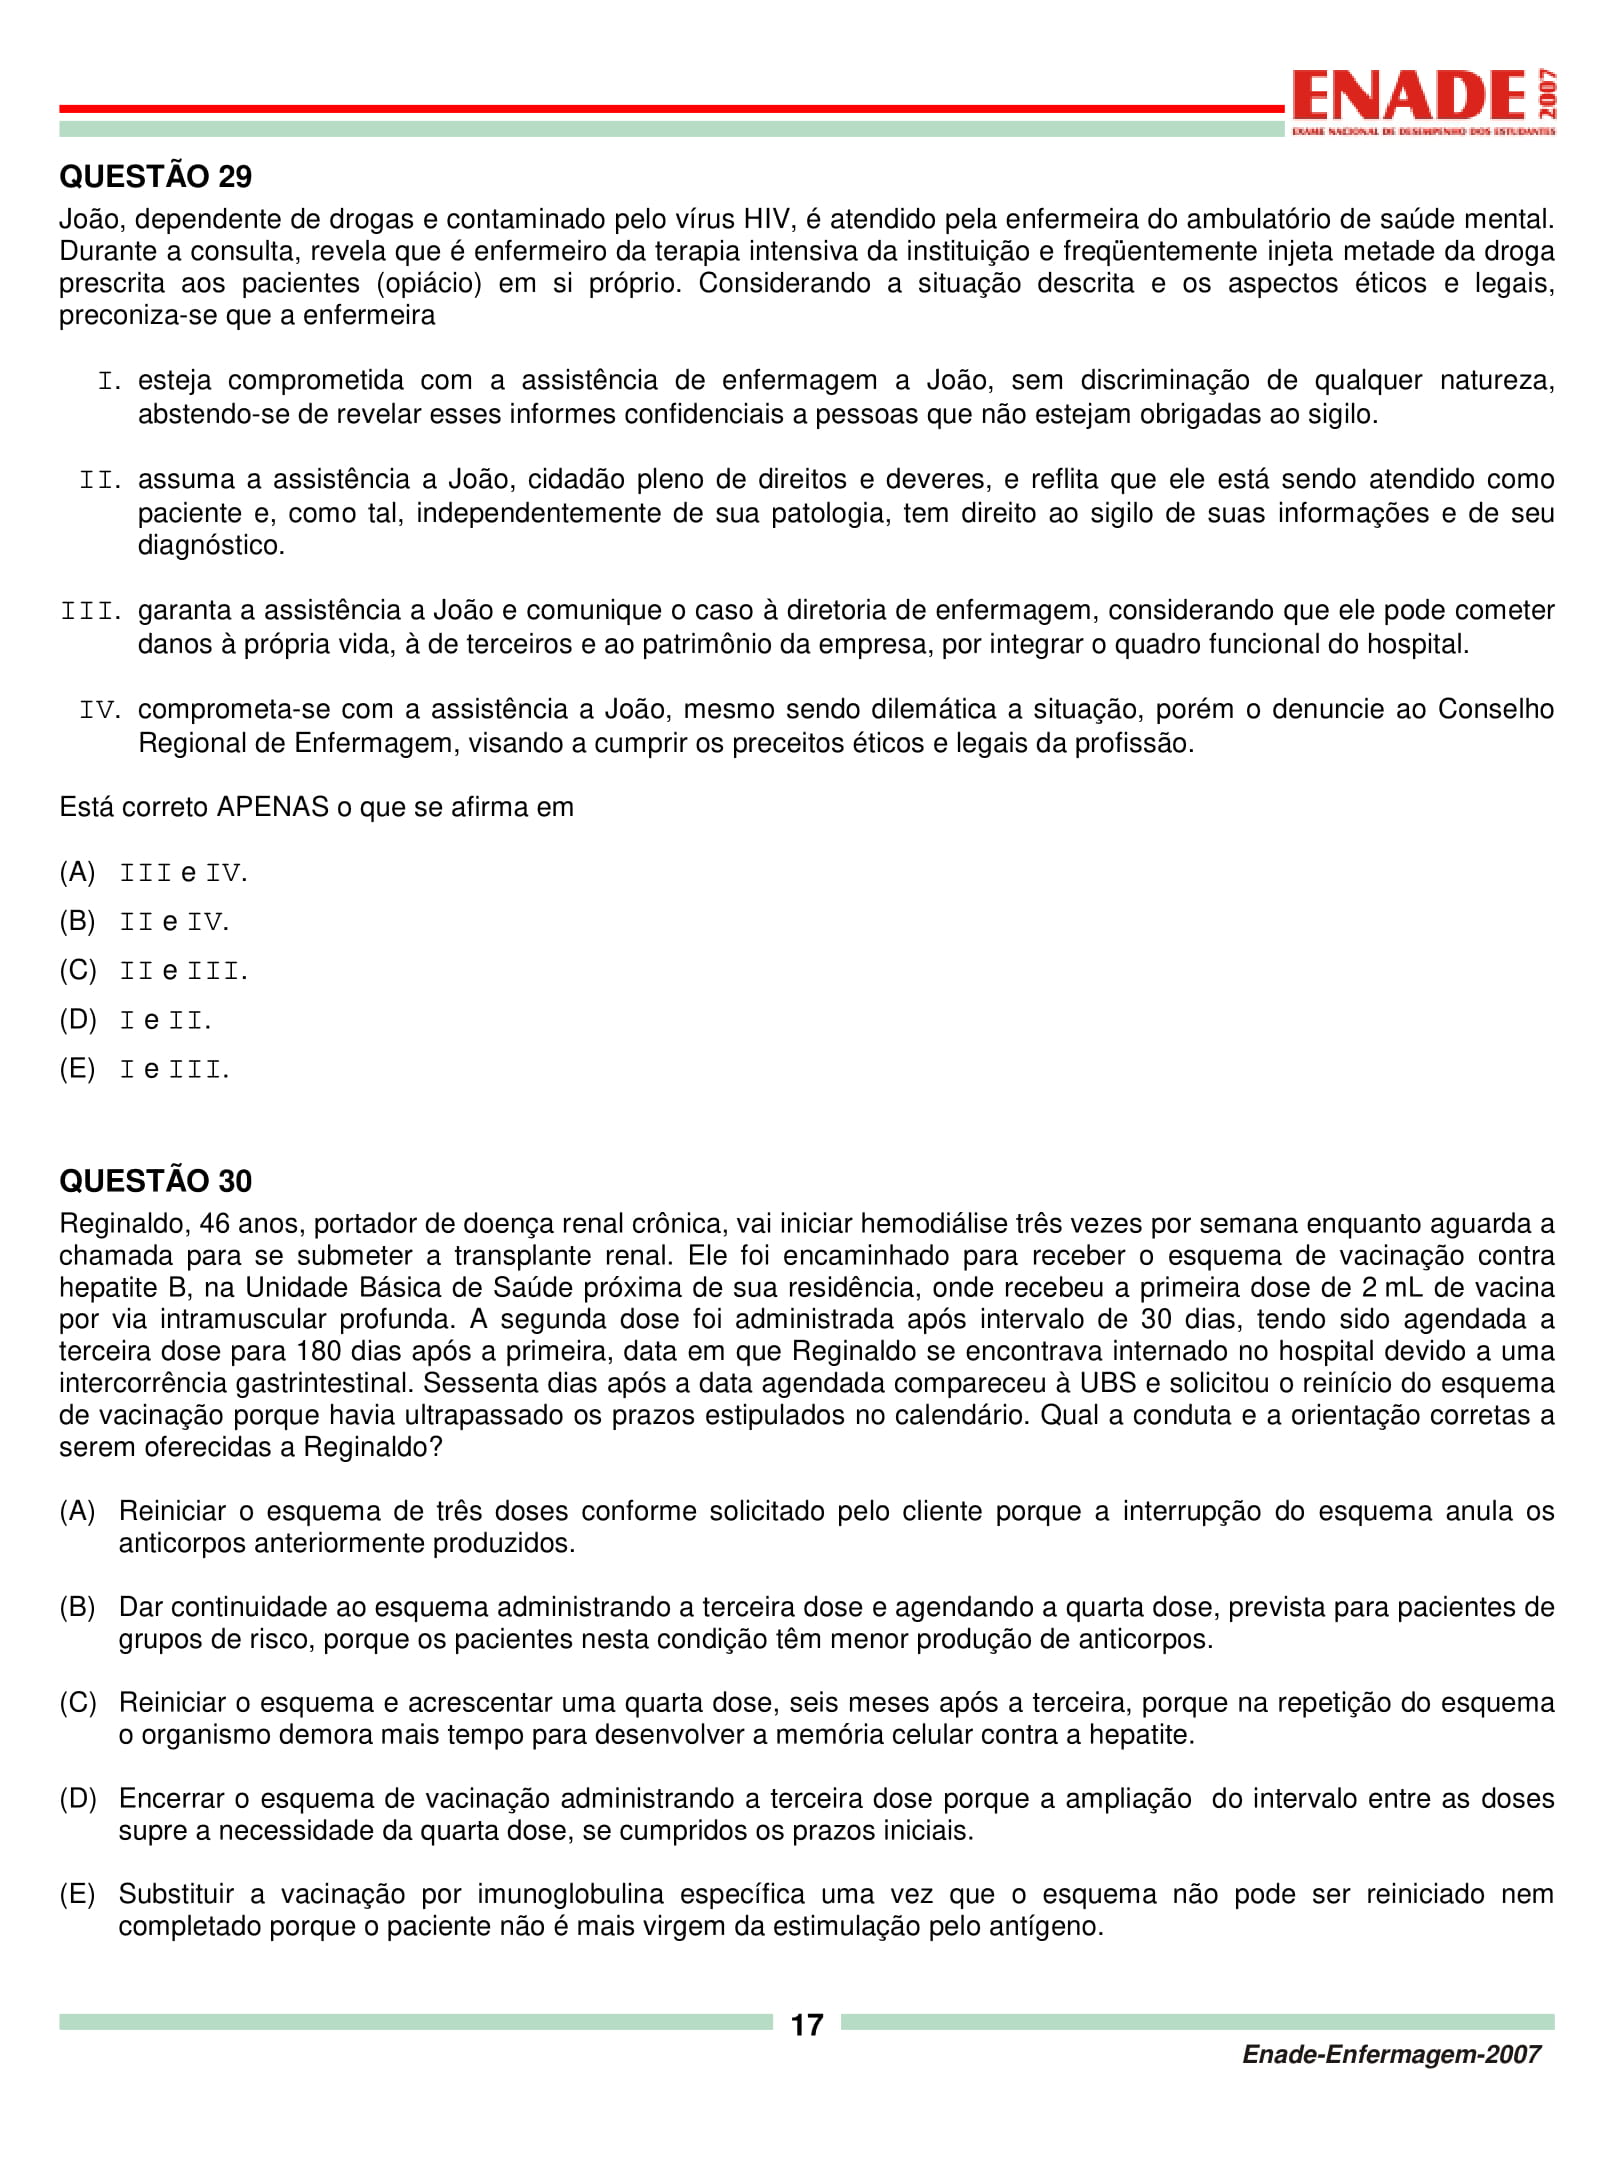 ENADE 2007
EXAME NACIONAL DE DESEMPENHO DOS ESTUDANTES
QUESTÃO 29
João, dependente de drogas e contaminado pelo vírus HIV, é atendido pela enfermeira do ambulatório de saúde mental.
Durante a consulta, revela que é enfermeiro da terapia intensiva da instituição e freqüentemente injeta metade da droga
prescrita aos pacientes (opiácio) em si próprio. Considerando a situação descrita e os aspectos éticos e legais,
preconiza-se que a enfermeira
I. esteja comprometida com a assistência de enfermagem a João, sem discriminação de qualquer natureza,
abstendo-se de revelar esses informes confidenciais a pessoas que não estejam obrigadas ao sigilo.
II. assuma a assistência a João, cidadão pleno de direitos e deveres, e reflita que ele está sendo atendido como
paciente e, como tal, independentemente de sua patologia, tem direito ao sigilo de suas informações e de seu
diagnóstico.
III. garanta a assistência a João e comunique o caso à diretoria de enfermagem, considerando que ele pode cometer
danos à própria vida, à de terceiros e ao patrimônio da empresa, por integrar o quadro funcional do hospital.
IV. comprometa-se com a assistência a João, mesmo sendo dilemática a situação, porém o denuncie ao Conselho
Regional de Enfermagem, visando a cumprir os preceitos éticos e legais da profissão.
Está correto APENAS o que se afirma em
(A) III e IV.
(B) II e IV.
(C) II e III.
(D) I e II.
(E) I e III.
QUESTÃO 30
Reginaldo, 46 anos, portador de doença renal crônica, vai iniciar hemodiálise três vezes por semana enquanto aguarda a
chamada para se submeter a transplante renal. Ele foi encaminhado para receber o esquema de vacinação contra
hepatite B, na Unidade Básica de Saúde próxima de sua residência, onde recebeu a primeira dose de 2 mL de vacina
por via intramuscular profunda. A segunda dose foi administrada após intervalo de 30 dias, tendo sido agendada a
terceira dose para 180 dias após a primeira, data em que Reginaldo se encontrava internado no hospital devido a uma
intercorrência gastrintestinal. Sessenta dias após a data agendada compareceu à UBS e solicitou o reinício do esquema
de vacinação porque havia ultrapassado os prazos estipulados no calendário. Qual a conduta e a orientação corretas a
serem oferecidas a Reginaldo?
(A) Reiniciar o esquema de três doses conforme solicitado pelo cliente porque a interrupção do esquema anula os
anticorpos anteriormente produzidos.
(B) Dar continuidade ao esquema administrando a terceira dose e agendando a quarta dose, prevista para pacientes de
grupos de risco, porque os pacientes nesta condição têm menor produção de anticorpos.
(C) Reiniciar o esquema e acrescentar uma quarta dose, seis meses após a terceira, porque na repetição do esquema
o organismo demora mais tempo para desenvolver a memória celular contra a hepatite.
(D) Encerrar o esquema de vacinação administrando a terceira dose porque a ampliação do intervalo entre as doses
supre a necessidade da quarta dose, se cumpridos os prazos iniciais.
(E) Substituir a vacinação por imunoglobulina específica uma vez que o esquema não pode ser reiniciado nem
completado porque o paciente não é mais virgem da estimulação pelo antígeno.
17
Enade-Enfermagem-2007